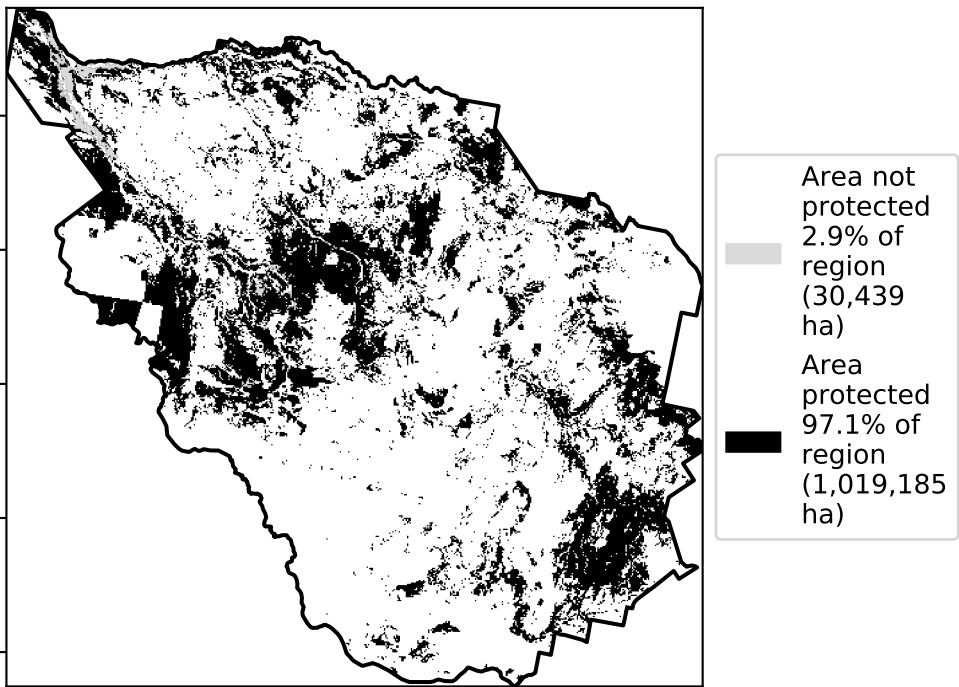 Area not
protected
2.9% of
region
(30,439
ha)
Area
protected
97.1% of
region
(1,019,185
ha)